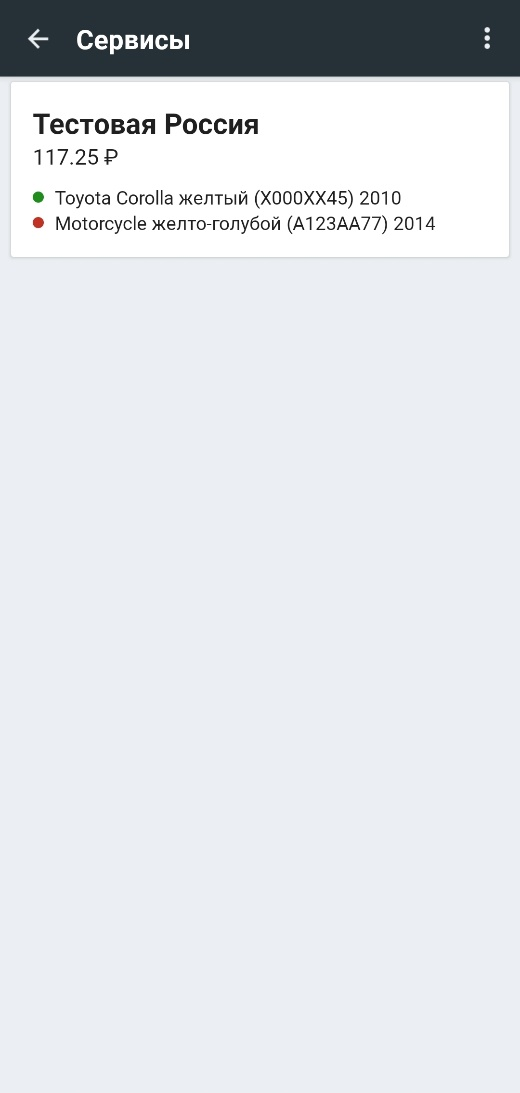 Сервисы
Тестовая Россия
117.25 ₽
Toyota Corolla желтый (X000XX45) 2010
Motorcycle желто-голубой (A123AA77) 2014